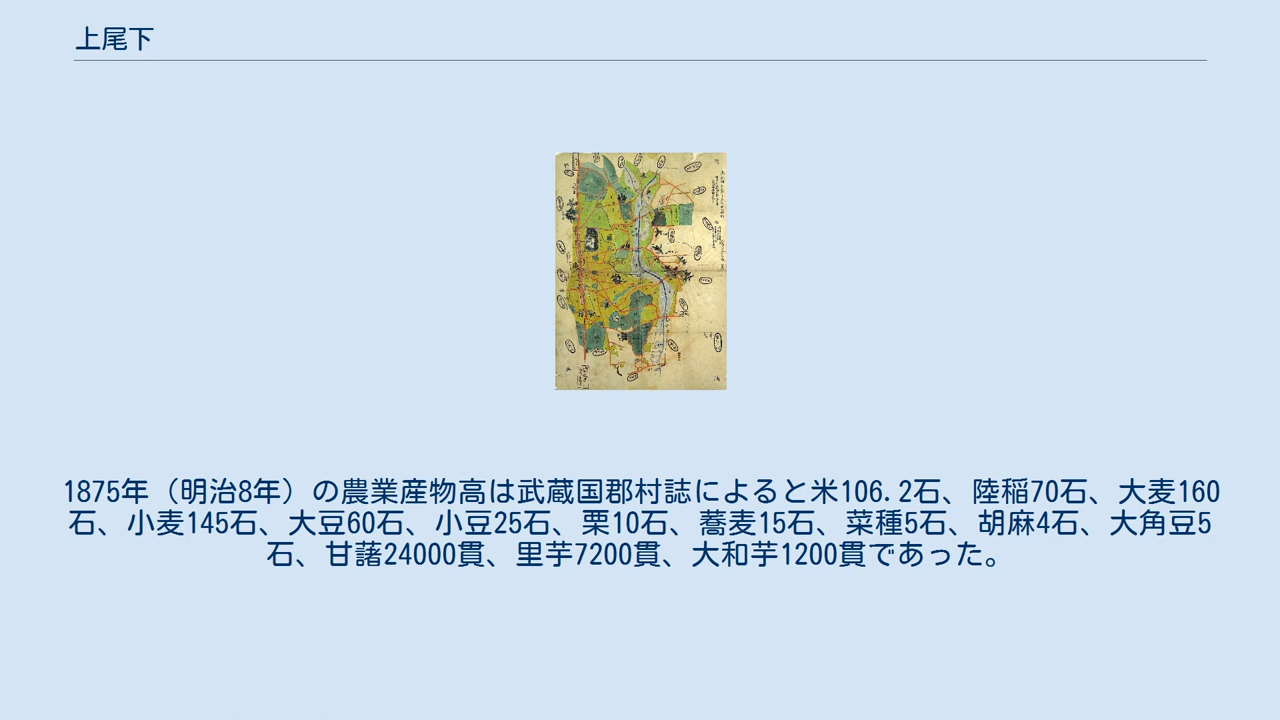 上尾下
1875年（明治8年）の農業産物高は武蔵国郡村誌によると米106.2石、陸稲70石、大麦160
石、小麦145石、大豆60石、小豆25石、栗10石、蕎麦15石、菜種5石、胡麻4石、大角豆5
石、甘藷24000貫、里芋7200貫、大和芋1200貫であった。